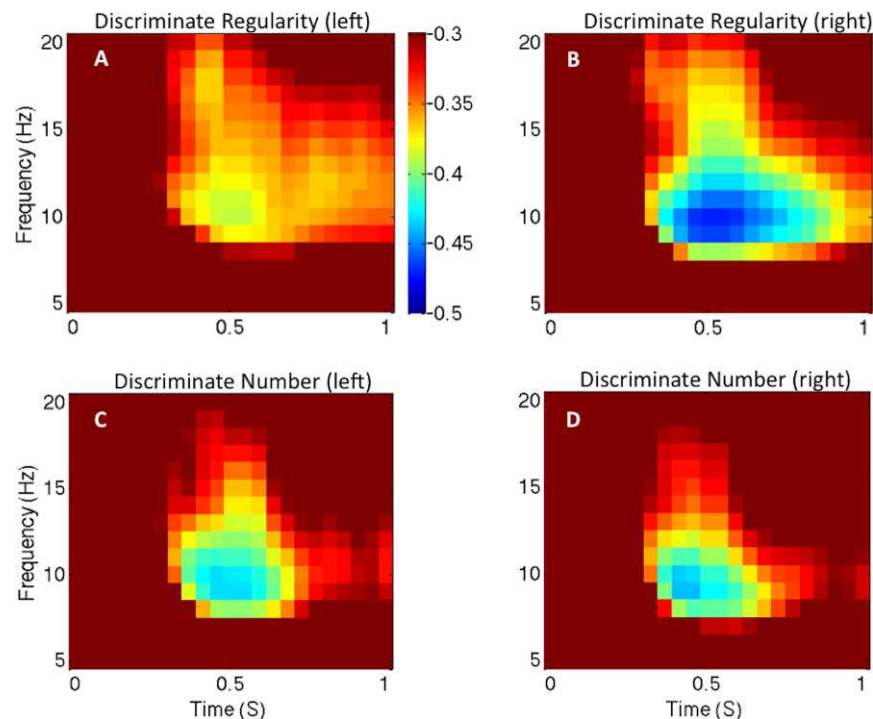 Discriminate Regularity (left)
Discriminate Regularity (right)
A
B
20
15
10
5
Frequency (Hz)
0
0.5
1
-0.3
-0.35
-0.4
-0.45
-0.5
20
15
10
5
0
0.5
1
Discriminate Number (left)
Discriminate Number (right)
C
D
20
15
10
5
Frequency (Hz)
0
0.5
1
Time (S)
20
15
10
5
0
0.5
1
Time (S)